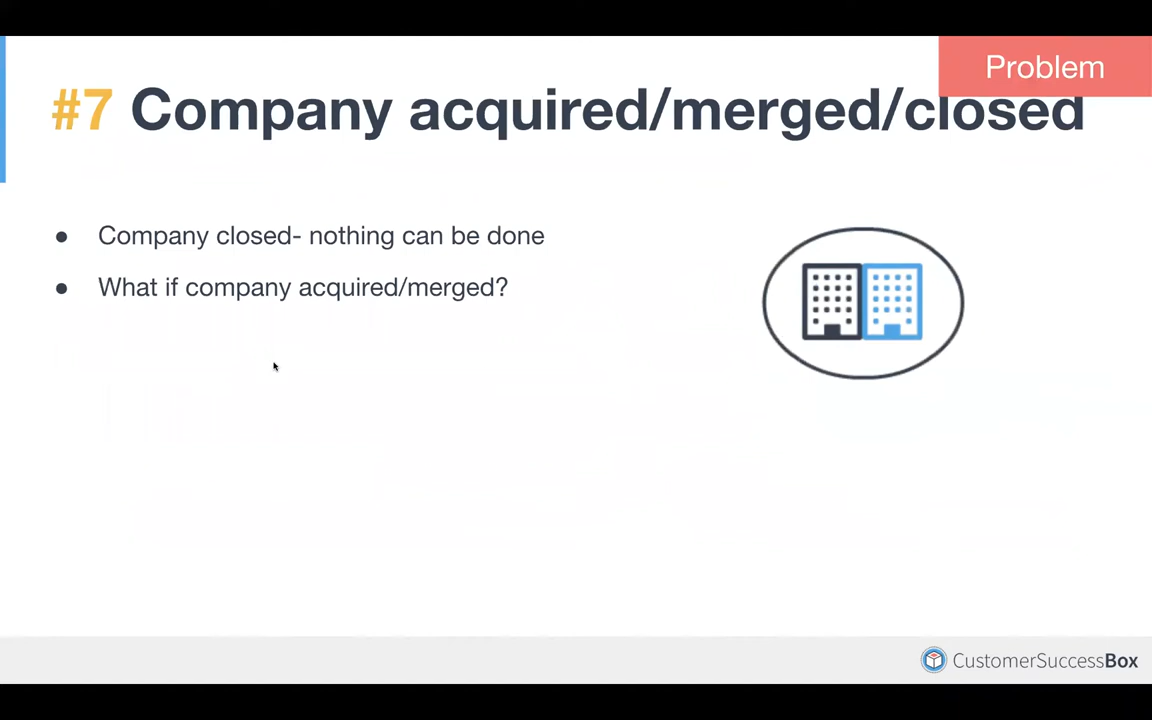 Problem
#7 Company acquired/merged/closed
● Company closed- nothing can be done
● What if company acquired/merged?
CustomerSuccessBox